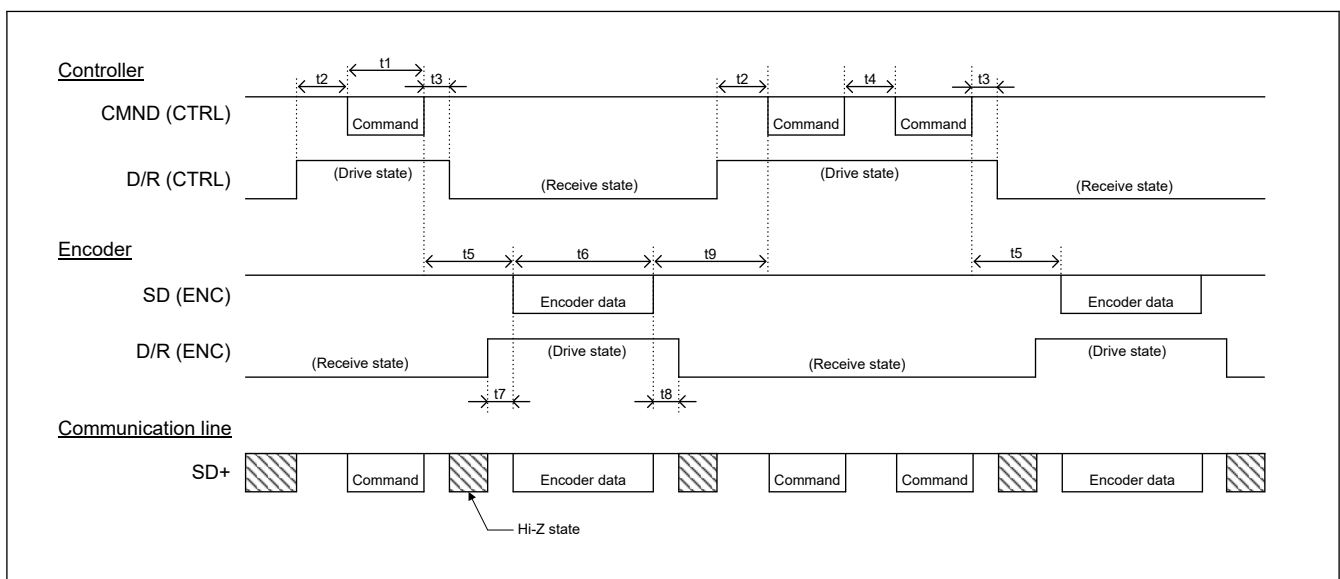 Controller
t2 t1 t3 t2 t4 t3
CMND (CTRL) Command Command Command
D/R (CTRL) (Drive state) (Receive state) (Drive state) (Receive state)
Encoder
t5 t6 t9 t5
SD (ENC) Encoder data Encoder data
D/R (ENC) (Receive state) (Drive state) (Receive state) (Drive state)
t7 t8
Communication line
SD+ Command Encoder data Command Command Encoder data
Hi-Z state